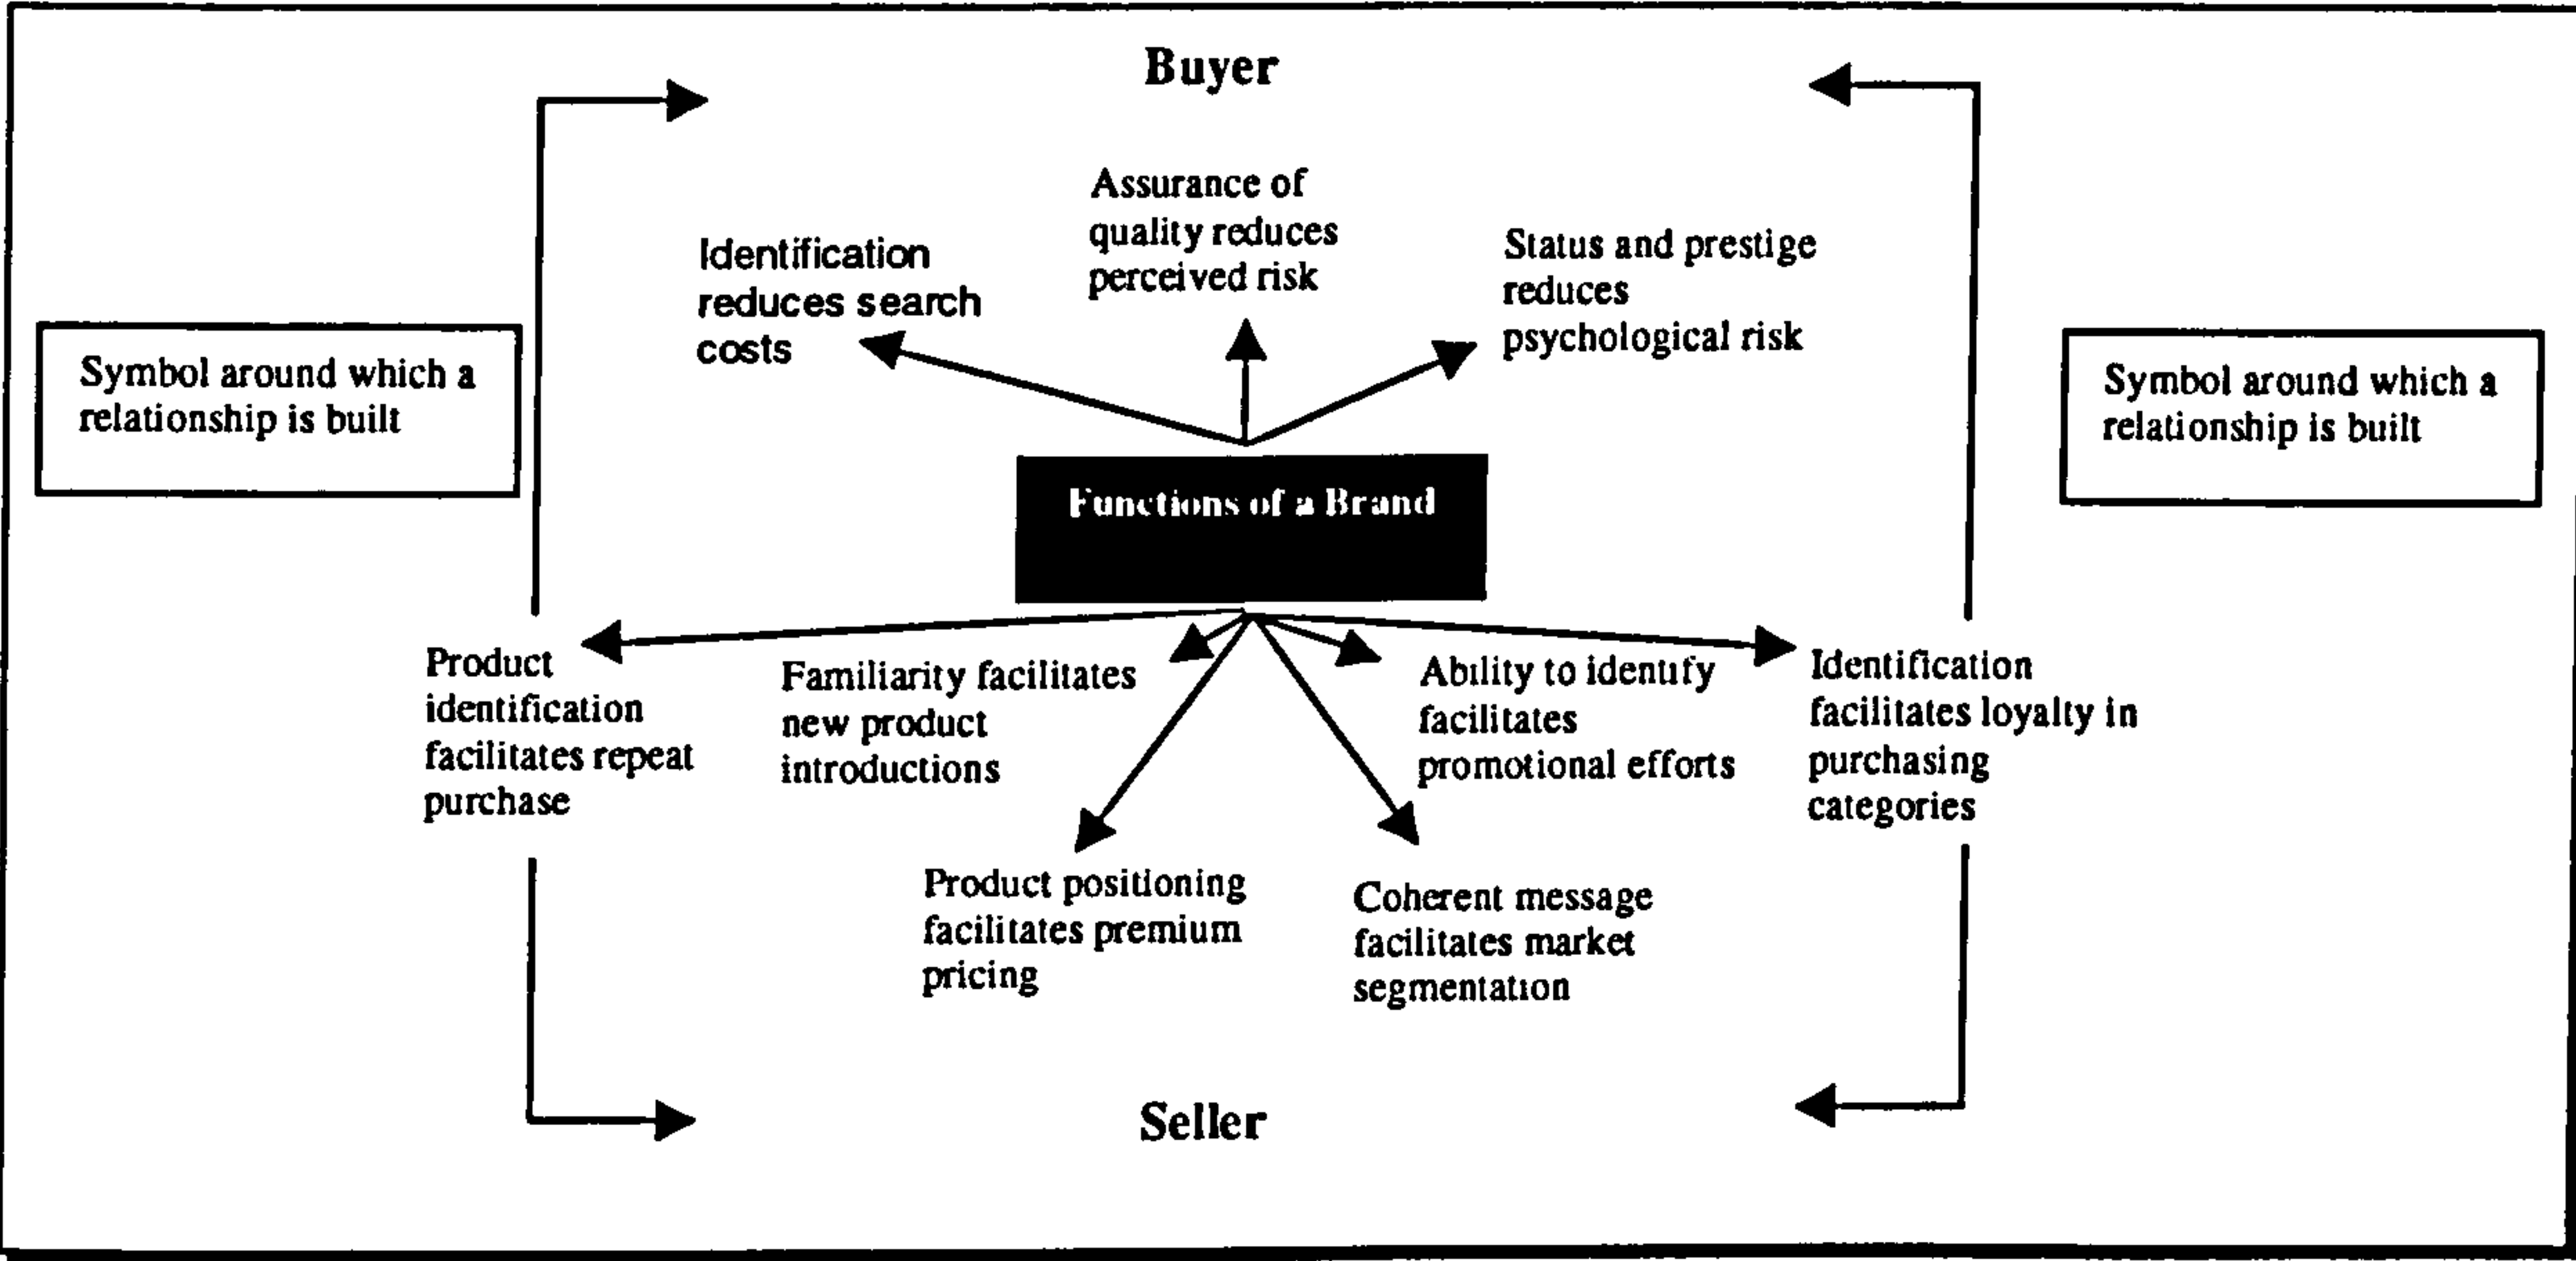 Buyer
Assurance of
quality reduces
perceived risk
Identification
reduces search
costs
Status and prestige
reduces
psychological risk
Symbol around which a
relationship is built
Symbol around which a
relationship is built
Functions of a Brand
Product
identification
facilitates repeat
purchase
Familiarity facilitates
new product
introductions
Ability to identify
facilitates
promotional efforts
Identification
facilitates loyalty in
purchasing
categories
Product positioning
facilitates premium
pricing
Coherent message
facilitates market
segmentation
Seller